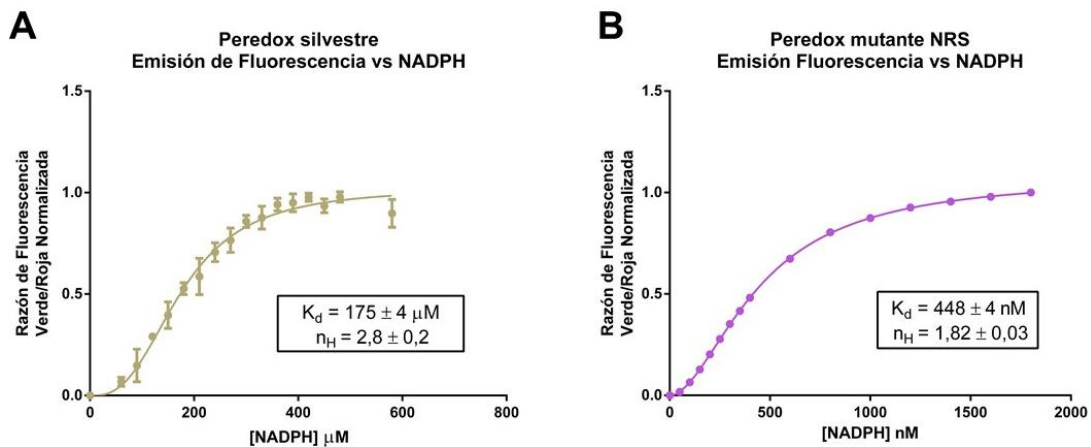 A
Peredox silvestre
Emisión de Fluorescencia vs NADPH
Razón de Fluorescencia
Verde/Roja Normalizada
1.5
1.0
0.5
0.0
K_d = 175 ± 4 µM
n_H = 2,8 ± 0,2
0
200
400
600
800
[NADPH] µM
B
Peredox mutante NRS
Emisión Fluorescencia vs NADPH
Razón de Fluorescencia
Verde/Roja Normalizada
1.5
1.0
0.5
0.0
K_d = 448 ± 4 nM
n_H = 1,82 ± 0,03
0
500
1000
1500
2000
[NADPH] nM